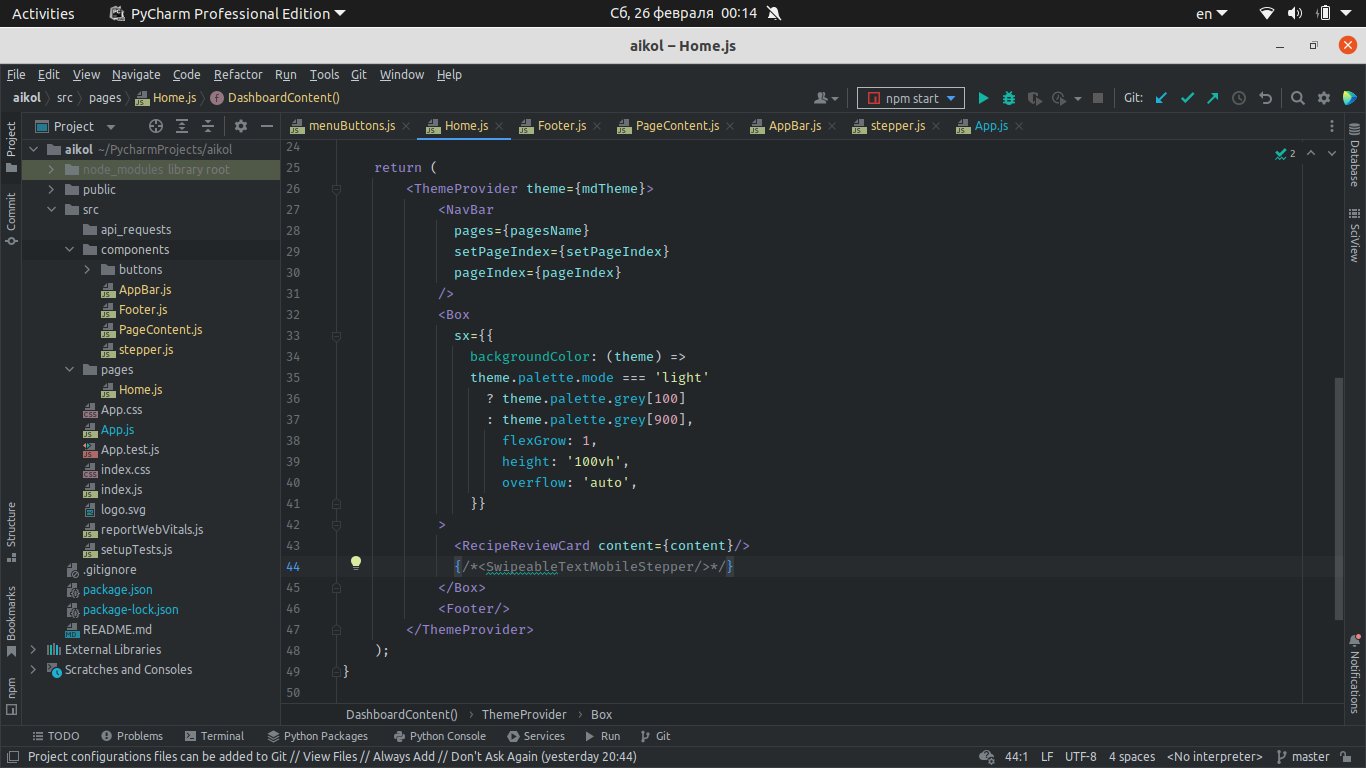 Activities PyCharm Professional Edition Сб, 26 февраля 00:14 en
aikol – Home.js
File Edit View Navigate Code Refactor Run Tools Git Window Help
aikol src pages Home.js DashboardContent() npm start Git:
Project menuButtons.js Home.js Footer.js PageContent.js AppBar.js stepper.js App.js
Project
Commit
Structure
Bookmarks
npm
aikol ~/PycharmProjects/aikol
node_modules library root
public
src
api_requests
components
buttons
AppBar.js
Footer.js
PageContent.js
stepper.js
pages
Home.js
App.css
App.js
App.test.js
index.css
index.js
logo.svg
reportWebVitals.js
setupTests.js
.gitignore
package.json
package-lock.json
README.md
External Libraries
Scratches and Consoles
24
25 return (
26 <ThemeProvider theme={mdTheme}>
27 <NavBar
28 pages={pagesName}
29 setPageIndex={setPageIndex}
30 pageIndex={pageIndex}
31 />
32 <Box
33 sx={{
34 backgroundColor: (theme) =>
35 theme.palette.mode === 'light'
36 ? theme.palette.grey[100]
37 : theme.palette.grey[900],
38 flexGrow: 1,
39 height: '100vh',
40 overflow: 'auto',
41 }}
42 >
43 <RecipeReviewCard content={content}/>
44 {/*<SwipeableTextMobileStepper/>*/}
45 </Box>
46 <Footer/>
47 </ThemeProvider>
48 );
49 }
50
2
Database
SciView
Notifications
DashboardContent() ThemeProvider Box
TODO Problems Terminal Python Packages Python Console Services Run Git
Project configurations files can be added to Git // View Files // Always Add // Don't Ask Again (yesterday 20:44) 44:1 LF UTF-8 4 spaces <No interpreter> master